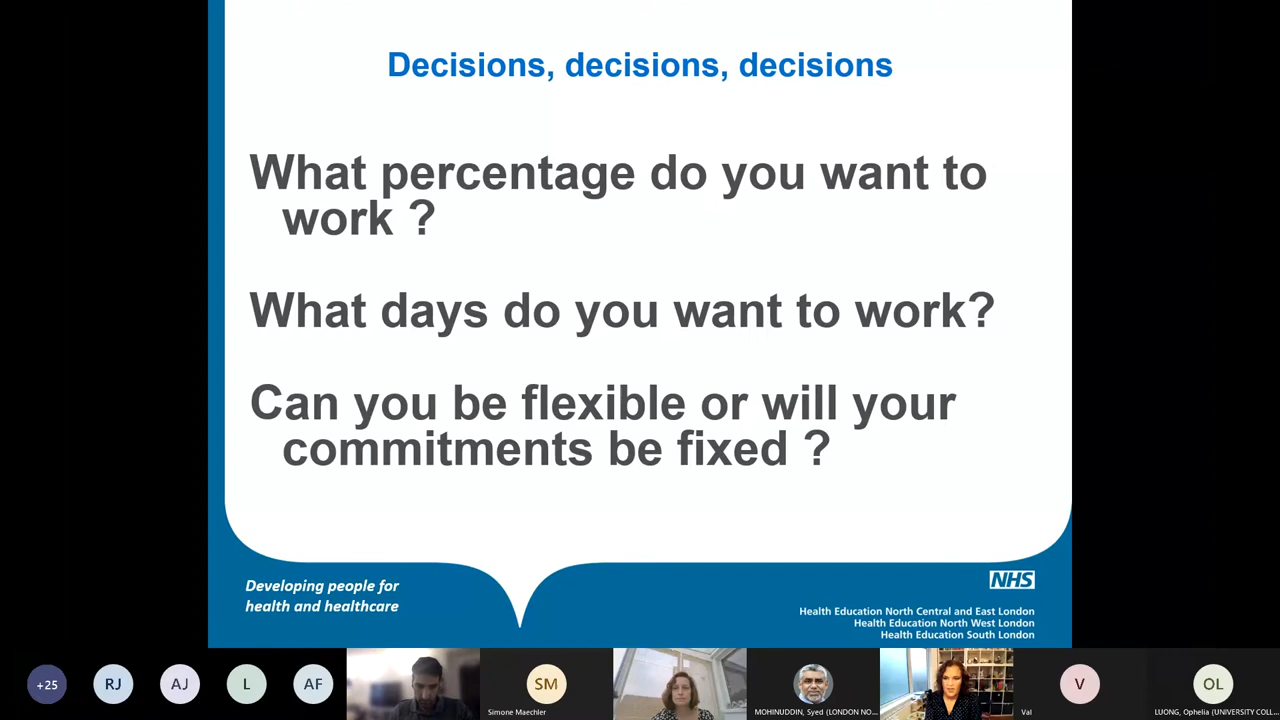 Decisions, decisions, decisions
What percentage do you want to
work ?
What days do you want to work?
Can you be flexible or will your
commitments be fixed ?
Developing people for
health and healthcare
NHS
Health Education North Central and East London
Health Education North West London
Health Education South London
+25
RJ
AJ
L
AF
SM
Simone Maechler
MOHINUDDIN, Syed (LONDON NO...
Val
V
OL
LUONG, Ophelia (UNIVERSITY COLL...